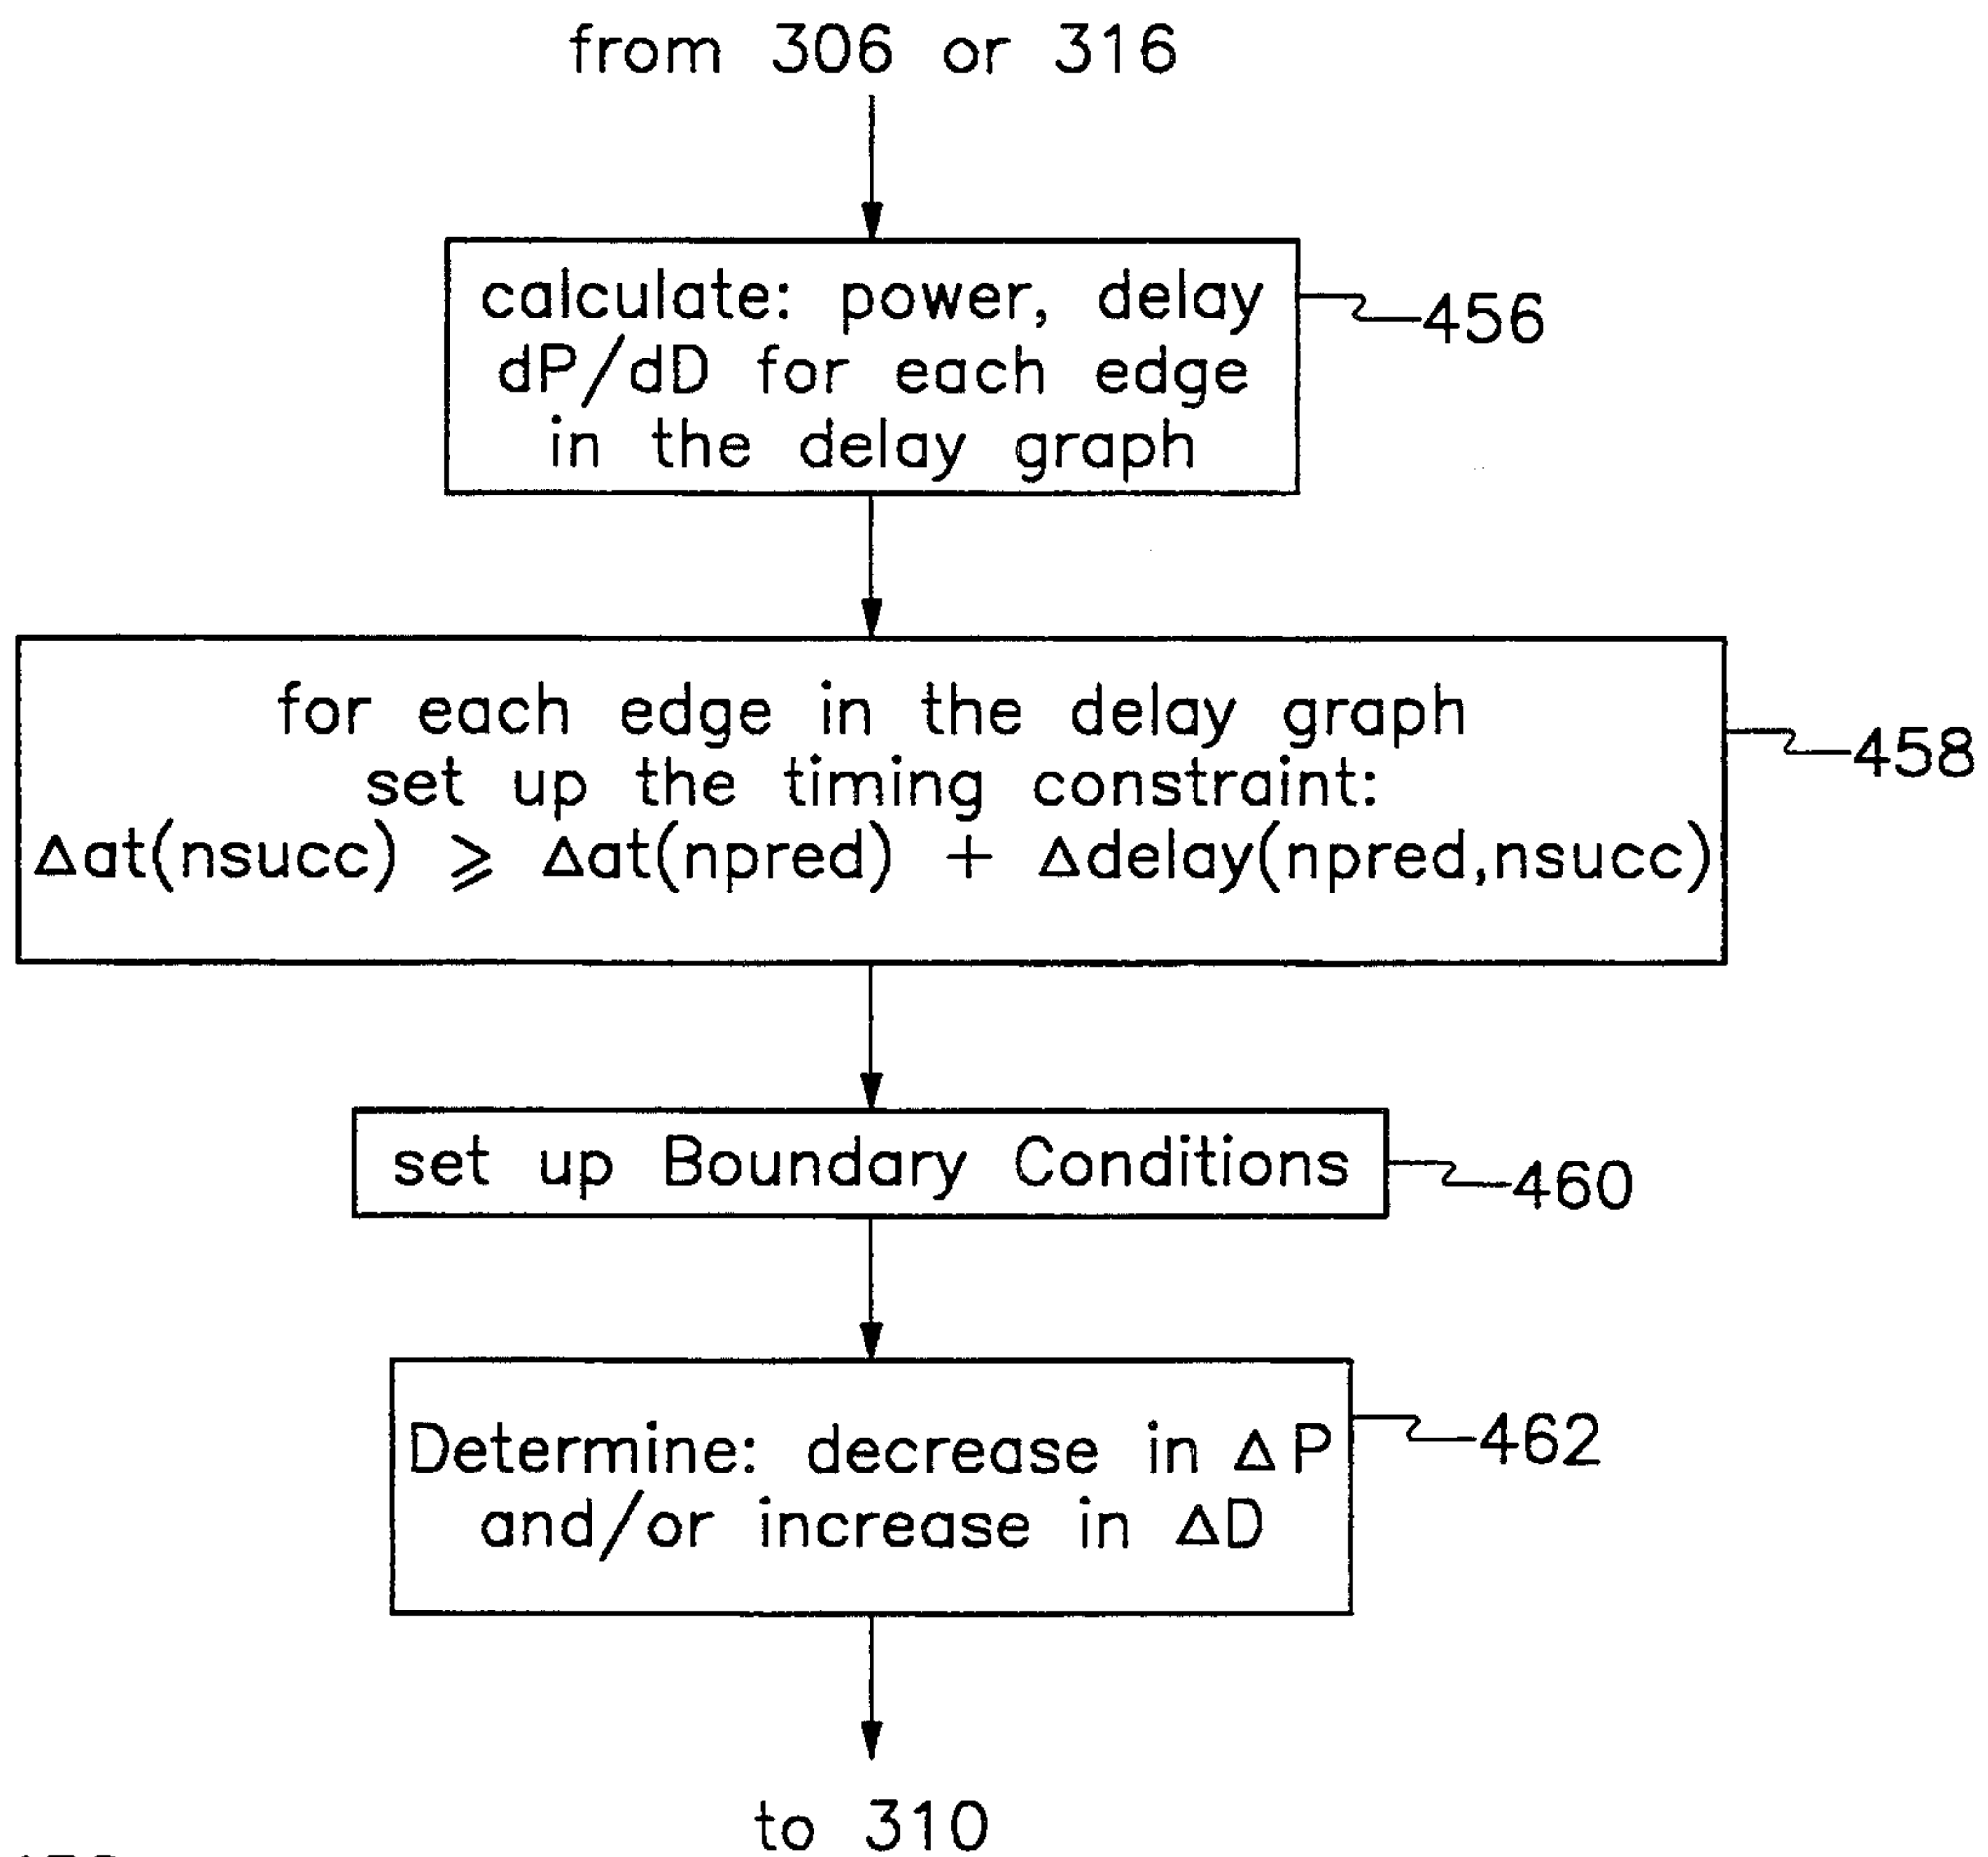 from 306 or 316
calculate: power, delay
dP/dD for each edge
in the delay graph
456
for each edge in the delay graph
set up the timing constraint:
Δat(nsucc) ⩾ Δat(npred) + Δdelay(npred,nsucc)
458
set up Boundary Conditions
460
Determine: decrease in ΔP
and/or increase in ΔD
462
to 310